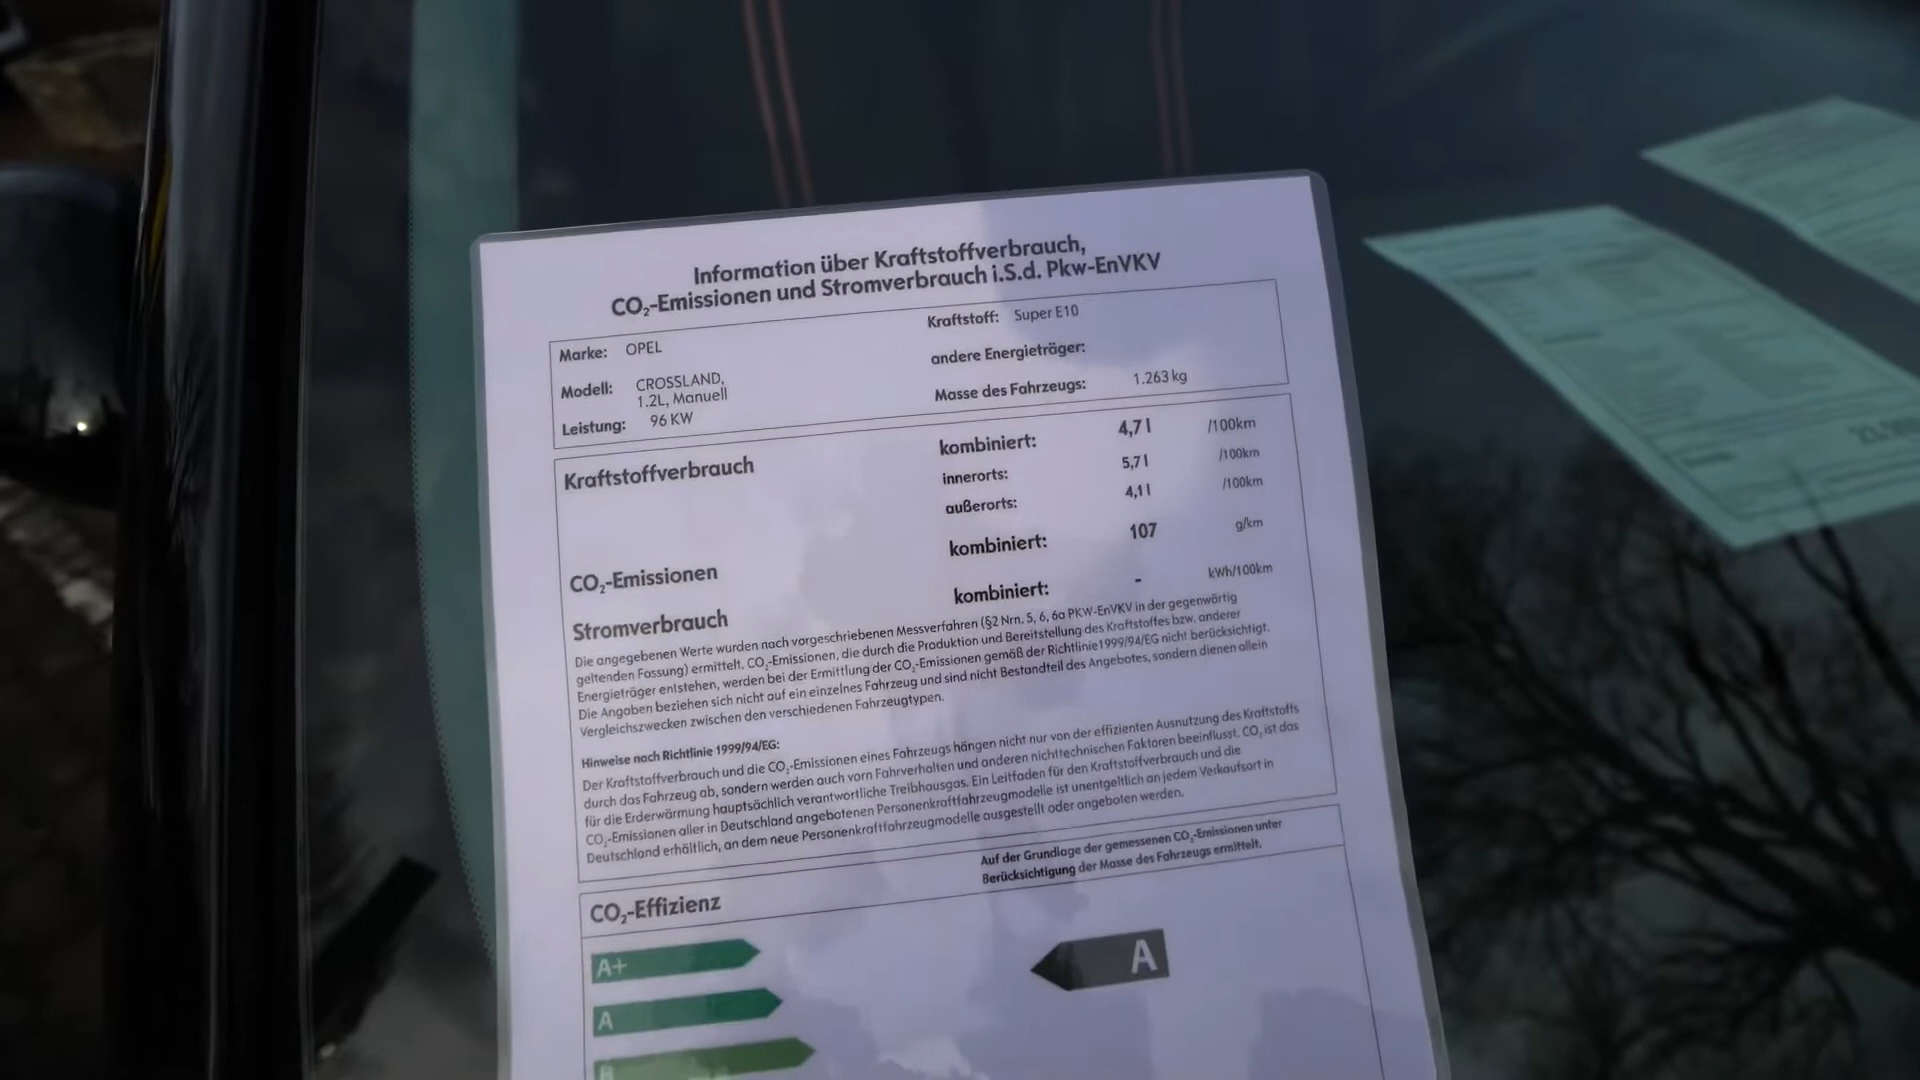 Information über Kraftstoffverbrauch,
CO₂-Emissionen und Stromverbrauch i.S.d. Pkw-EnVKV
Marke: OPEL
Modell: CROSSLAND,
1.2L, Manuell
Leistung: 96 KW
Kraftstoff: Super E10
andere Energieträger:
Masse des Fahrzeugs: 1.263 kg
Kraftstoffverbrauch kombiniert: 4,7 l /100km
innerorts: 5,7 l /100km
außerorts: 4,1 l /100km
CO₂-Emissionen kombiniert: 107 g/km
Stromverbrauch kombiniert: - kWh/100km
Die angegebenen Werte wurden nach vorgeschriebenen Messverfahren (§2 Nrn. 5, 6, 6a PKW-EnVKV in der gegenwärtig
geltenden Fassung) ermittelt. CO₂-Emissionen, die durch die Produktion und Bereitstellung des Kraftstoffes bzw. anderer
Energieträger entstehen, werden bei der Ermittlung der CO₂-Emissionen gemäß der Richtlinie1999/94/EG nicht berücksichtigt.
Die Angaben beziehen sich nicht auf ein einzelnes Fahrzeug und sind nicht Bestandteil des Angebotes, sondern dienen allein
Vergleichszwecken zwischen den verschiedenen Fahrzeugtypen.
Hinweise nach Richtlinie 1999/94/EG:
Der Kraftstoffverbrauch und die CO₂-Emissionen eines Fahrzeugs hängen nicht nur von der effizienten Ausnutzung des Kraftstoffs
durch das Fahrzeug ab, sondern werden auch vom Fahrverhalten und anderen nichttechnischen Faktoren beeinflusst. CO₂ ist das
für die Erderwärmung hauptsächlich verantwortliche Treibhausgas. Ein Leitfaden für den Kraftstoffverbrauch und die
CO₂-Emissionen aller in Deutschland angebotenen Personenkraftfahrzeugmodelle ist unentgeltlich an jedem Verkaufsort in
Deutschland erhältlich, an dem neue Personenkraftfahrzeugmodelle ausgestellt oder angeboten werden.
CO₂-Effizienz
Auf der Grundlage der gemessenen CO₂-Emissionen unter
Berücksichtigung der Masse des Fahrzeugs ermittelt.
A+
A
A
B